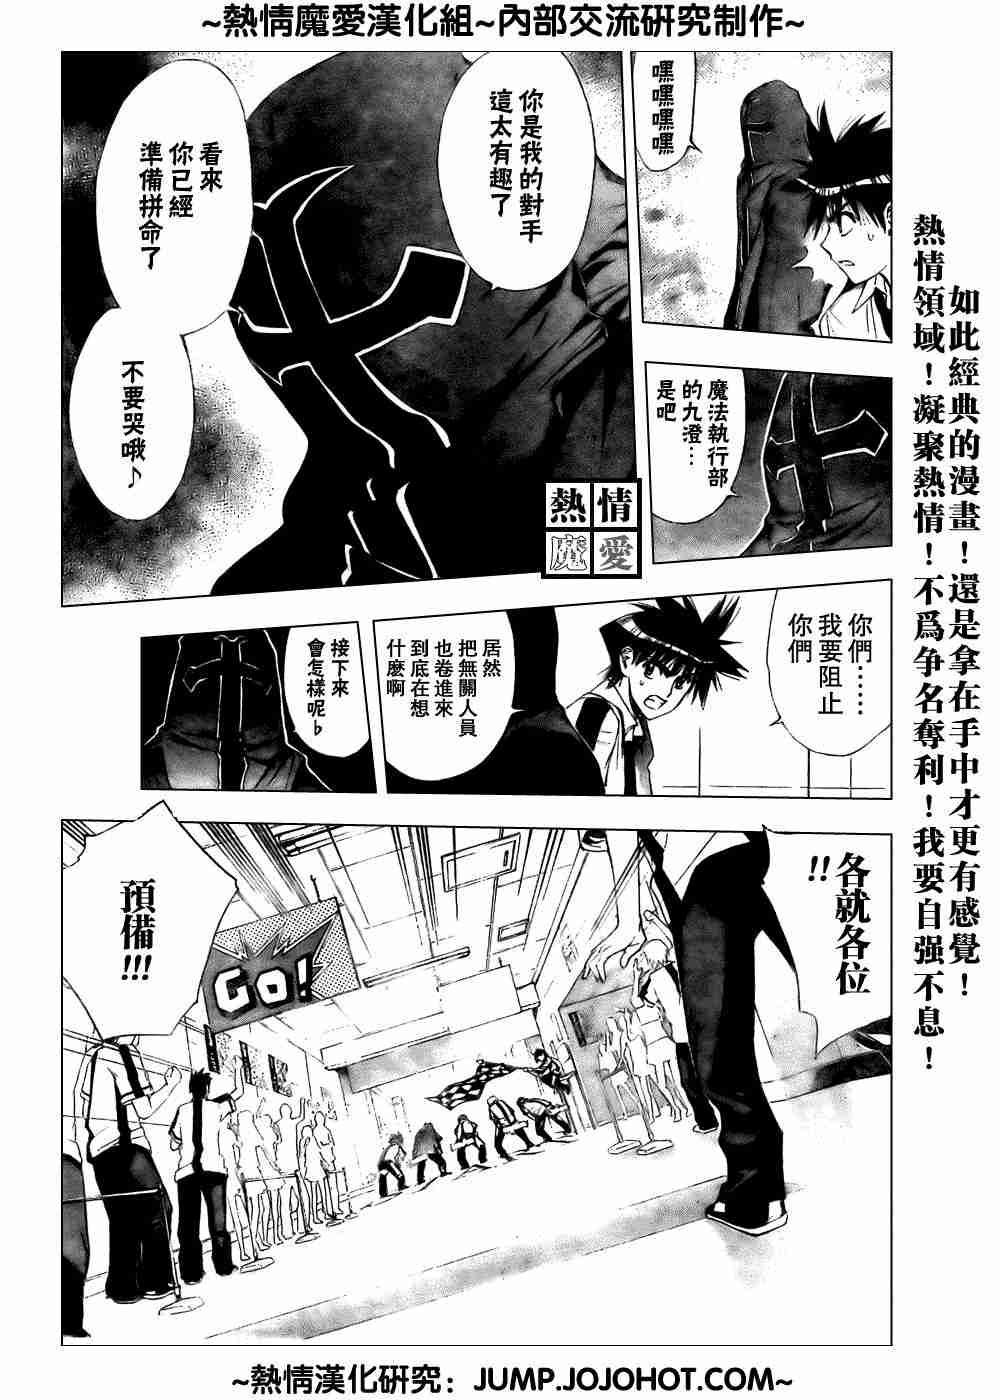 ~熱情魔愛漢化組~內部交流研究制作~
嘿
嘿
嘿
嘿
魔法執行部
的九澄…
是吧
你是我的對手
這太有趣了
看來
你已經
準備拼命了
不要哭哦♪
熱情
魔愛
你們……
我要阻止
你們
居然
把無關人員
也卷進來
到底在想
什麼啊
接下來
會怎樣呢♭
各就各位
!!
預備!!!
Go!
如此經典的漫畫！還是拿在手中才更有感覺！
熱情領域！凝聚熱情！不爲争名奪利！我要自强不息！
~熱情漢化研究：JUMP.JOJOHOT.COM~